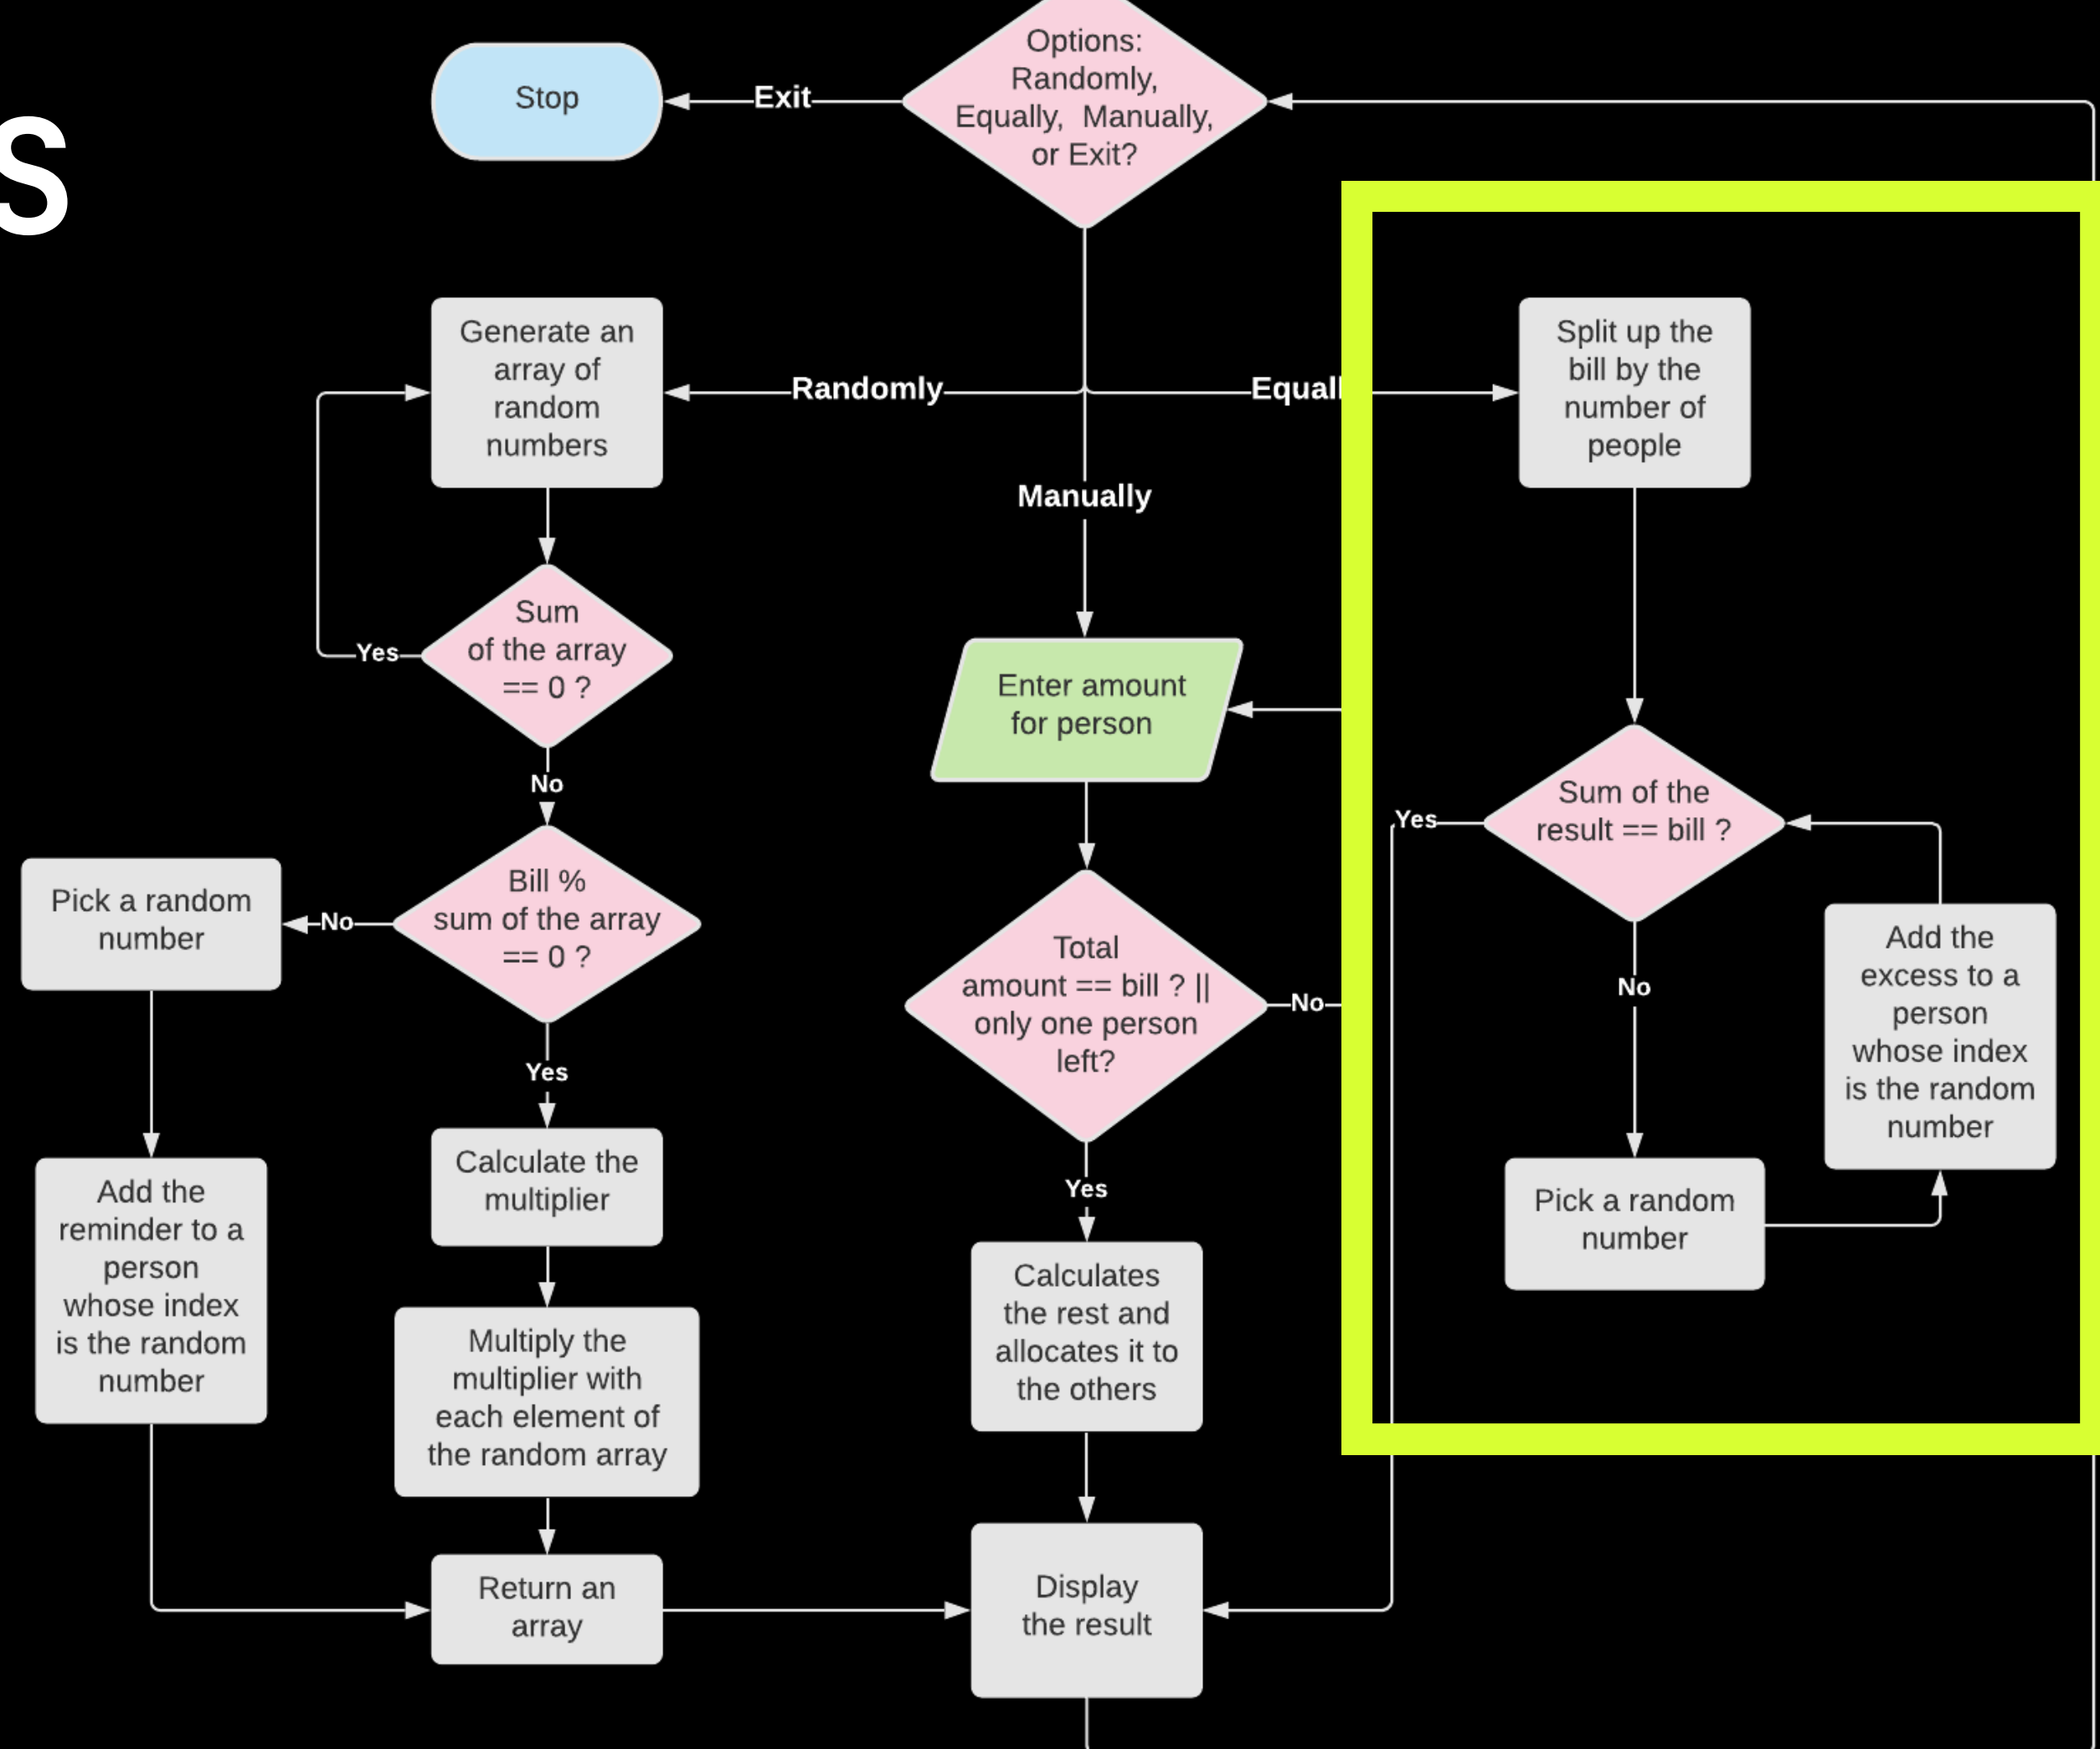 Options:
Randomly,
Equally, Manually,
or Exit?
Exit
Stop
S
Generate an
array of
random
numbers
Randomly
Equall
Split up the
bill by the
number of
people
Manually
Sum
of the array
== 0 ?
Yes
No
Enter amount
for person
Sum of the
result == bill ?
Yes
No
Bill %
sum of the array
== 0 ?
No
Pick a random
number
Yes
Total
amount == bill ? ||
only one person
left?
No
Yes
Add the
excess to a
person
whose index
is the random
number
Pick a random
number
Calculate the
multiplier
Add the
reminder to a
person
whose index
is the random
number
Calculates
the rest and
allocates it to
the others
Multiply the
multiplier with
each element of
the random array
Return an
array
Display
the result